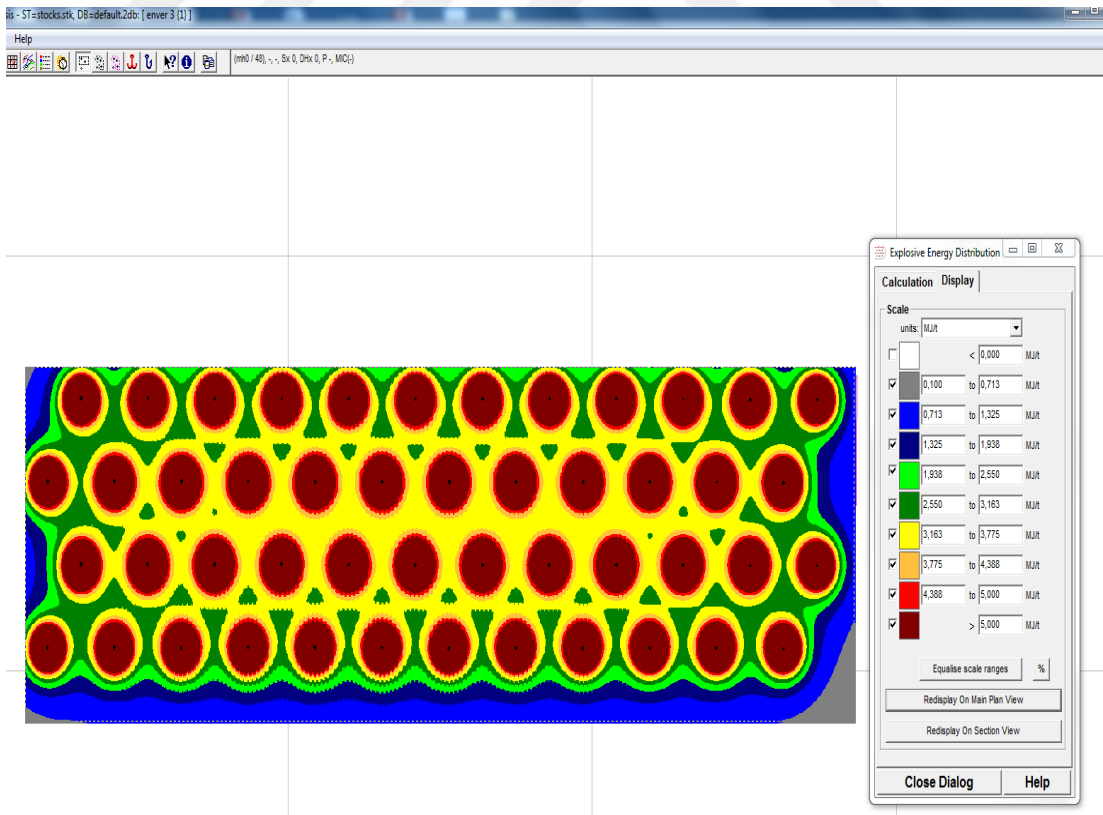 sis - ST=stocks.stk, DB=default.2db: [ enver 3 (1) ]
Help
(mh0 / 48), -, -, Sx 0, DHx 0, P -, MIC(-)
Explosive Energy Distribution
Calculation Display
Scale
units: MJ/t
< 0,000 MJ/t
0,100 to 0,713 MJ/t
0,713 to 1,325 MJ/t
1,325 to 1,938 MJ/t
1,938 to 2,550 MJ/t
2,550 to 3,163 MJ/t
3,163 to 3,775 MJ/t
3,775 to 4,388 MJ/t
4,388 to 5,000 MJ/t
> 5,000 MJ/t
Equalise scale ranges %
Redisplay On Main Plan View
Redisplay On Section View
Close Dialog Help